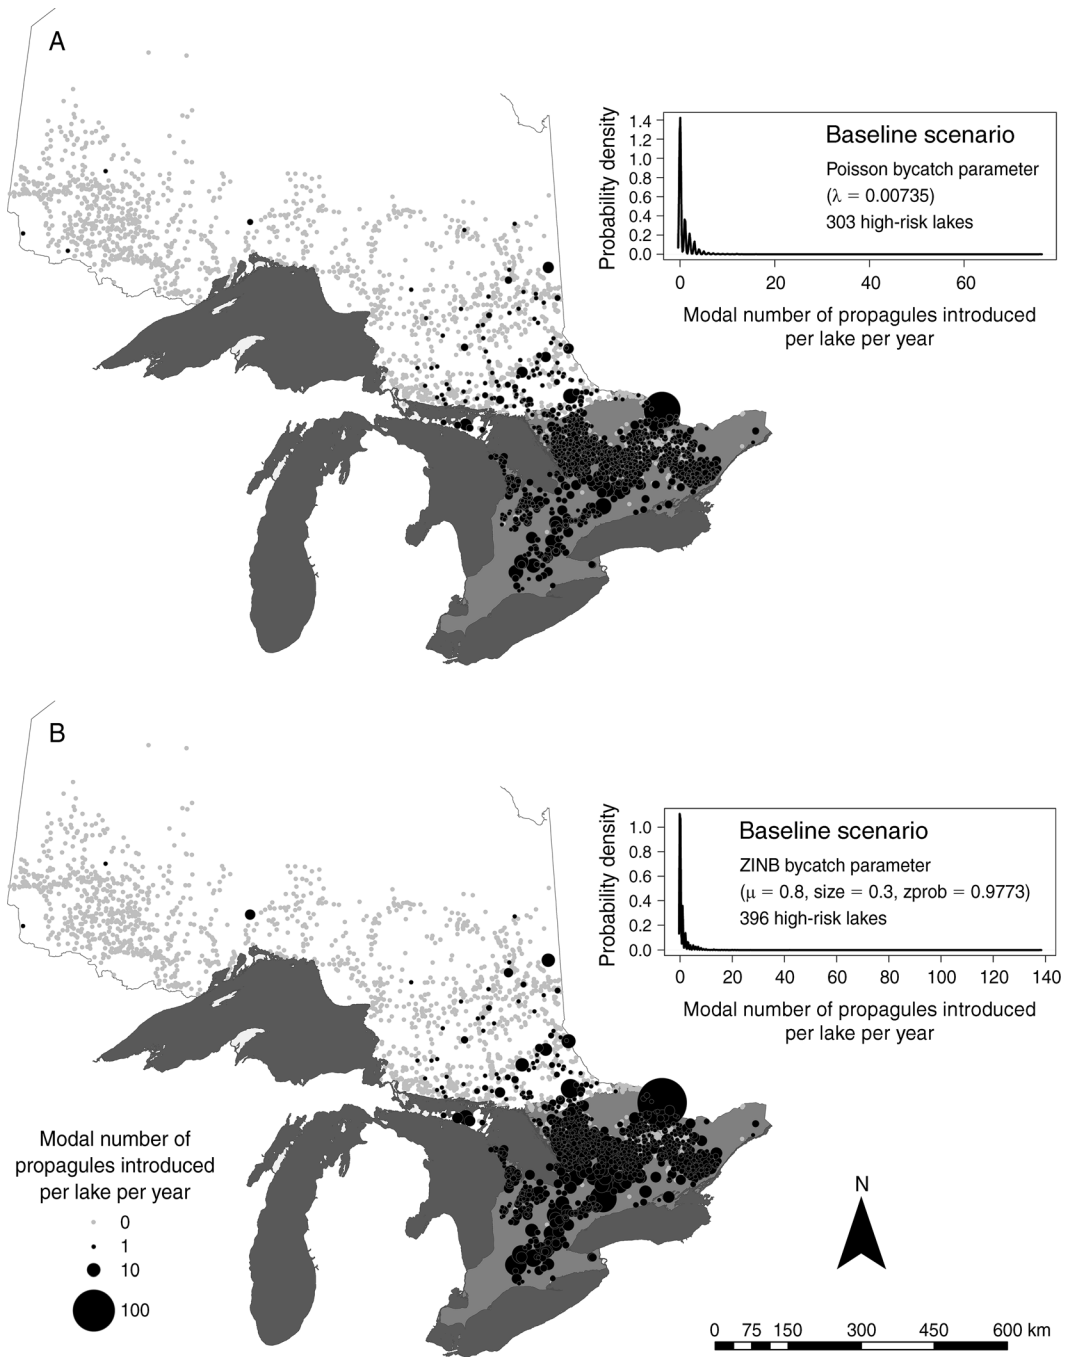 A
Probability density
1.4
1.2
1.0
0.8
0.6
0.4
0.2
0.0
Baseline scenario
Poisson bycatch parameter
(λ = 0.00735)
303 high-risk lakes
0 20 40 60
Modal number of propagules introduced
per lake per year
B
Probability density
1.0
0.8
0.6
0.4
0.2
0.0
Baseline scenario
ZINB bycatch parameter
(μ = 0.8, size = 0.3, zprob = 0.9773)
396 high-risk lakes
0 20 40 60 80 100 120 140
Modal number of propagules introduced
per lake per year
Modal number of
propagules introduced
per lake per year
0
1
10
100
N
0 75 150 300 450 600 km